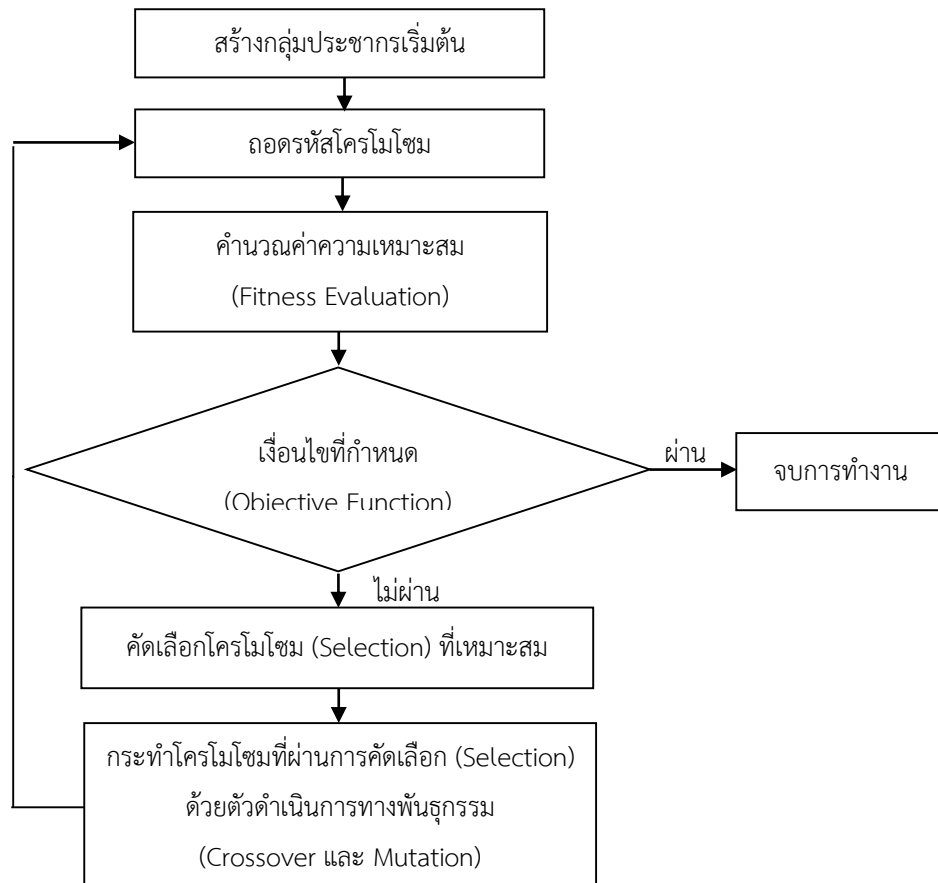 สร้างกลุ่มประชากรเริ่มต้น
ถอดรหัสโครโมโซม
คำนวณค่าความเหมาะสม
(Fitness Evaluation)
เงื่อนไขที่กำหนด
(Objective Function)
ผ่าน
จบการทำงาน
ไม่ผ่าน
คัดเลือกโครโมโซม (Selection) ที่เหมาะสม
กระทำโครโมโซมที่ผ่านการคัดเลือก (Selection)
ด้วยตัวดำเนินการทางพันธุกรรม
(Crossover และ Mutation)